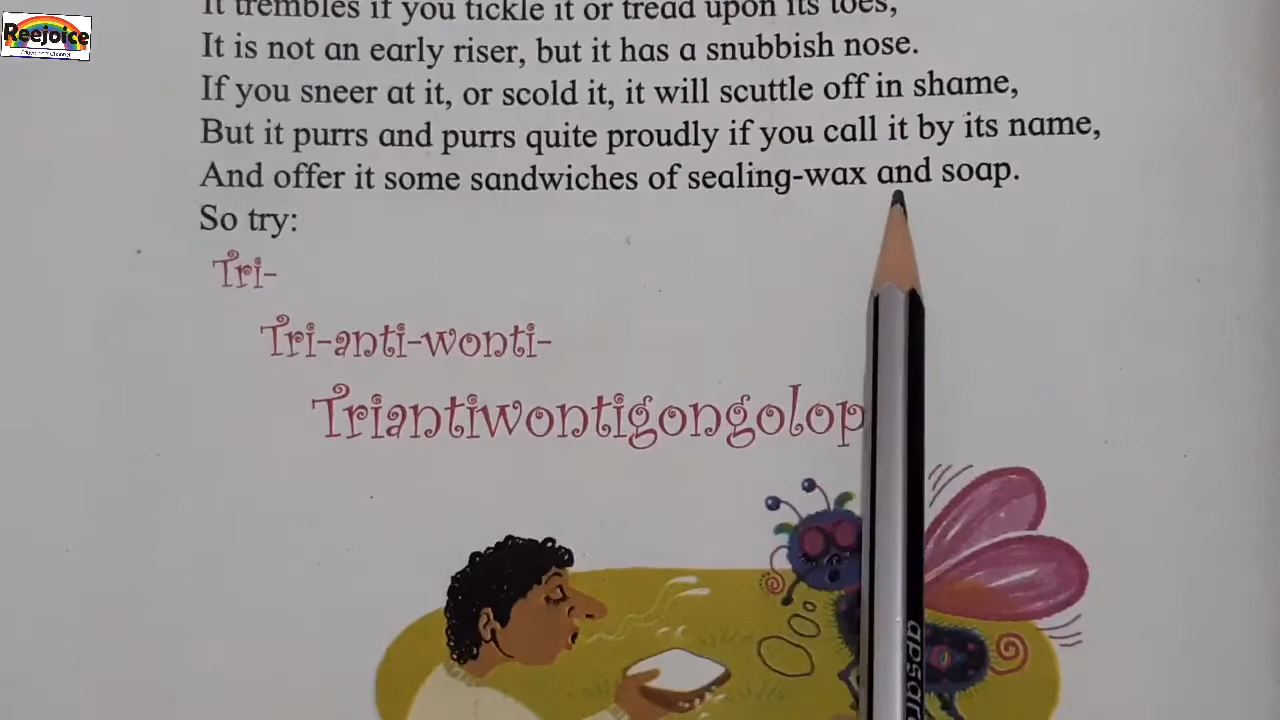 Reejoice
It trembles if you tickle it or tread upon its toes,
It is not an early riser, but it has a snubbish nose.
If you sneer at it, or scold it, it will scuttle off in shame,
But it purrs and purrs quite proudly if you call it by its name,
And offer it some sandwiches of sealing-wax and soap.
So try:
Tri-
Tri-anti-wonti-
Triantiwontigongolop
apsar